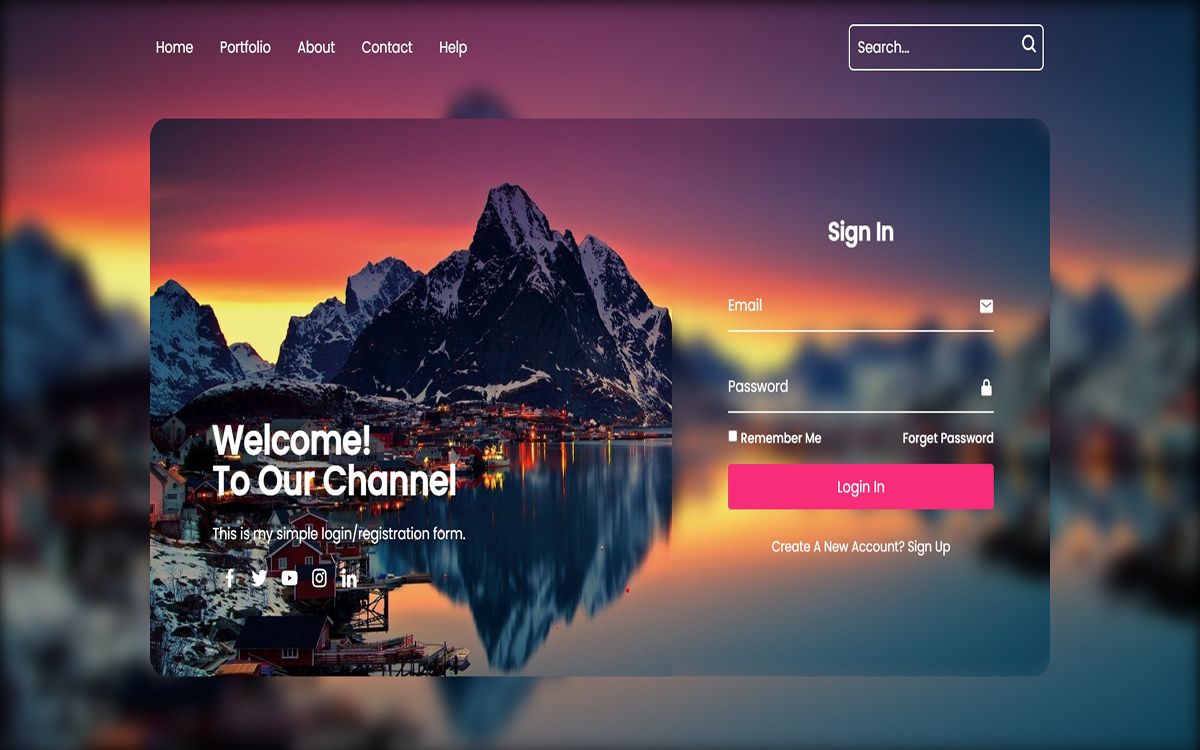 Home Portfolio About Contact Help
Search...
Welcome!
To Our Channel
This is my simple login/registration form.
Sign In
Email
Password
Remember Me Forget Password
Login In
Create A New Account? Sign Up